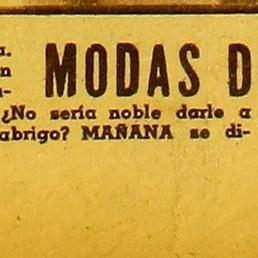 a.
MODAS D
n
¿No sería noble darle a
abrigo? MAÑANA se di-